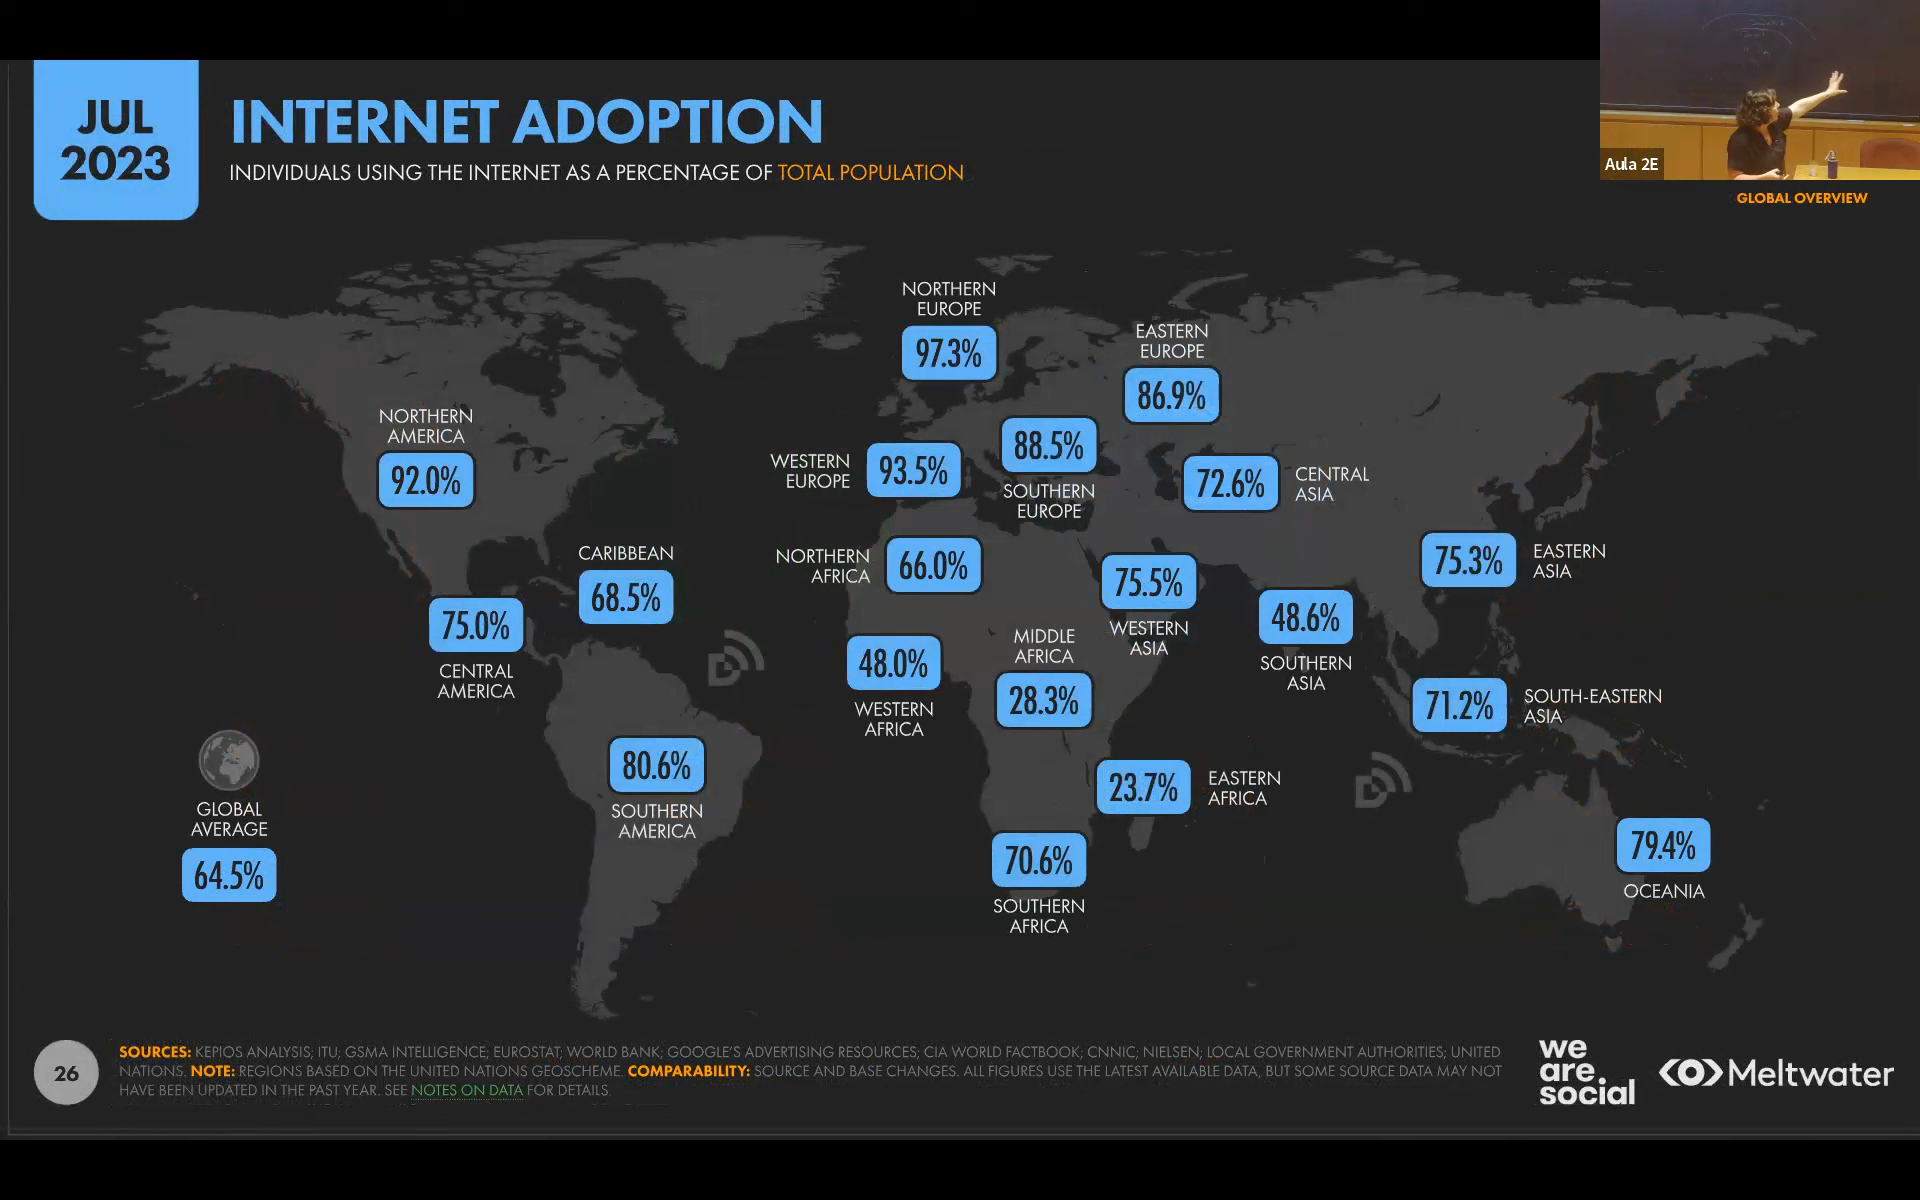 JUL
2023
INTERNET ADOPTION
INDIVIDUALS USING THE INTERNET AS A PERCENTAGE OF TOTAL POPULATION
Aula 2E
GLOBAL OVERVIEW
NORTHERN
EUROPE
97.3%
EASTERN
EUROPE
86.9%
NORTHERN
AMERICA
92.0%
WESTERN
EUROPE
93.5%
88.5%
SOUTHERN
EUROPE
72.6%
CENTRAL
ASIA
CARIBBEAN
68.5%
NORTHERN
AFRICA
66.0%
75.5%
WESTERN
ASIA
75.3%
EASTERN
ASIA
75.0%
CENTRAL
AMERICA
48.0%
WESTERN
AFRICA
MIDDLE
AFRICA
28.3%
48.6%
SOUTHERN
ASIA
71.2%
SOUTH-EASTERN
ASIA
80.6%
SOUTHERN
AMERICA
23.7%
EASTERN
AFRICA
GLOBAL
AVERAGE
64.5%
70.6%
SOUTHERN
AFRICA
79.4%
OCEANIA
26
SOURCES: KEPIOS ANALYSIS; ITU; GSMA INTELLIGENCE; EUROSTAT; WORLD BANK; GOOGLE'S ADVERTISING RESOURCES; CIA WORLD FACTBOOK; CNNIC; NIELSEN; LOCAL GOVERNMENT AUTHORITIES; UNITED
NATIONS. NOTE: REGIONS BASED ON THE UNITED NATIONS GEOSCHEME. COMPARABILITY: SOURCE AND BASE CHANGES. ALL FIGURES USE THE LATEST AVAILABLE DATA, BUT SOME SOURCE DATA MAY NOT
HAVE BEEN UPDATED IN THE PAST YEAR. SEE NOTES ON DATA FOR DETAILS.
we
are
social
Meltwater